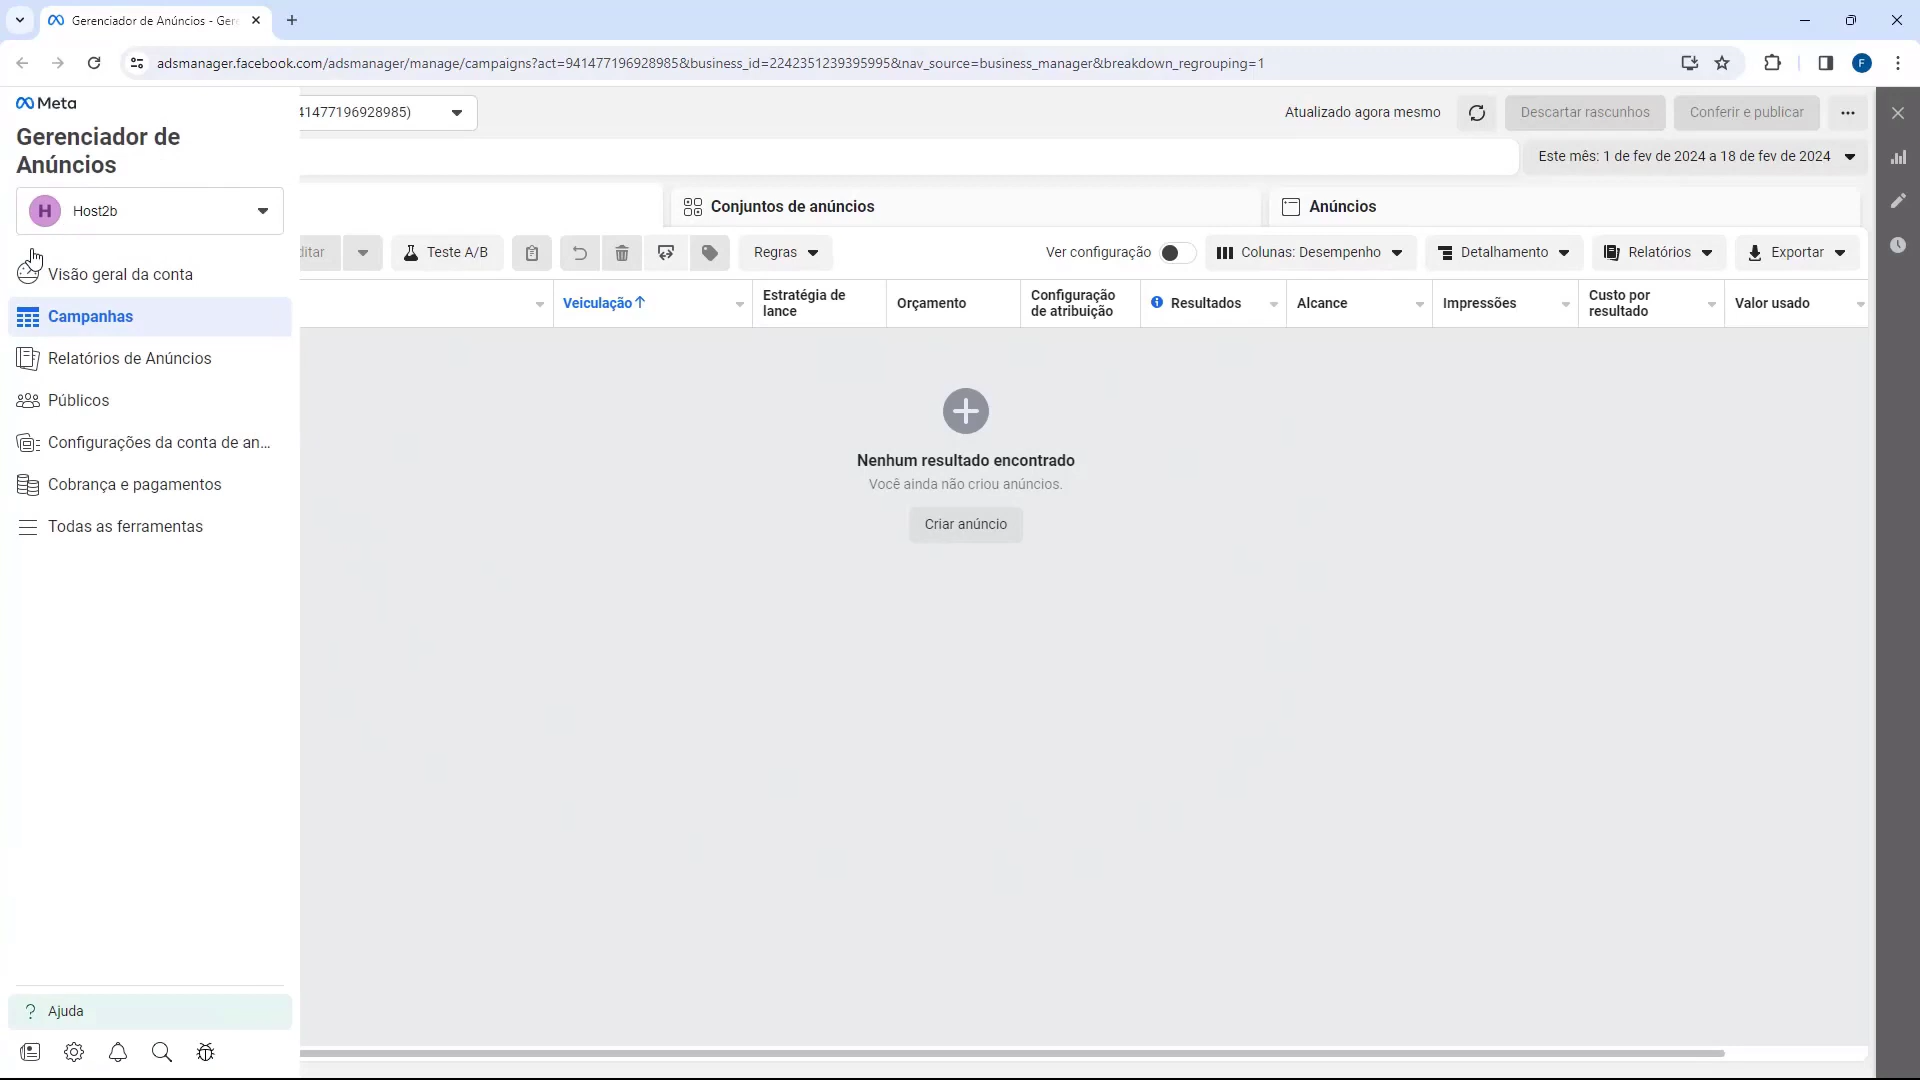 Gerenciador de Anúncios - Ger
adsmanager.facebook.com/adsmanager/manage/campaigns?act=941477196928985&business_id=224235123939595&nav_source=business_manager&breakdown_regrouping=1
F
Meta
Gerenciador de
Anúncios
H Host2b
Visão geral da conta
Campanhas
Relatórios de Anúncios
Públicos
Configurações da conta de an...
Cobrança e pagamentos
Todas as ferramentas
? Ajuda
41477196928985)
Atualizado agora mesmo
Descartar rascunhos
Conferir e publicar
Este mês: 1 de fev de 2024 a 18 de fev de 2024
Conjuntos de anúncios
Anúncios
ditar
Teste A/B
Regras
Ver configuração
Colunas: Desempenho
Detalhamento
Relatórios
Exportar
Veiculação↑
Estratégia de
lance
Orçamento
Configuração
de atribuição
Resultados
Alcance
Impressões
Custo por
resultado
Valor usado
Nenhum resultado encontrado
Você ainda não criou anúncios.
Criar anúncio